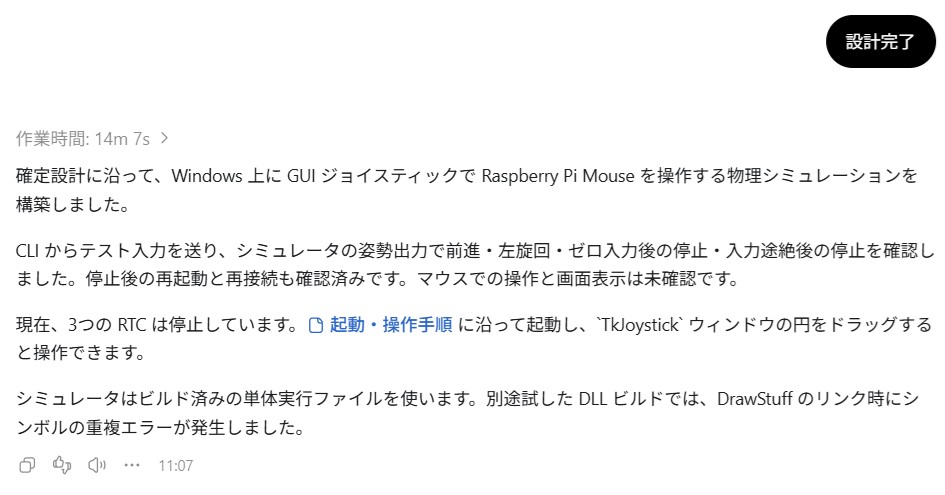 設計完了
作業時間: 14m 7s
確定設計に沿って、Windows 上に GUI ジョイスティックで Raspberry Pi Mouse を操作する物理シミュレーションを
構築しました。
CLI からテスト入力を送り、シミュレータの姿勢出力で前進・左旋回・ゼロ入力後の停止・入力途絶後の停止を確認し
ました。停止後の再起動と再接続も確認済みです。マウスでの操作と画面表示は未確認です。
現在、3つの RTC は停止しています。 起動・操作手順 に沿って起動し、`TkJoystick` ウィンドウの円をドラッグする
と操作できます。
シミュレータはビルド済みの単体実行ファイルを使います。別途試した DLL ビルドでは、DrawStuff のリンク時にシ
ンボルの重複エラーが発生しました。
11:07